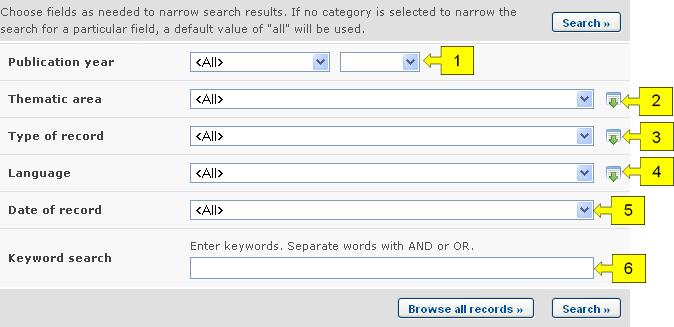 Choose fields as needed to narrow search results. If no category is selected to narrow the
search for a particular field, a default value of "all" will be used.
Search »
Publication year <All> 1
Thematic area <All> 2
Type of record <All> 3
Language <All> 4
Date of record <All> 5
Enter keywords. Separate words with AND or OR.
Keyword search 6
Browse all records » Search »